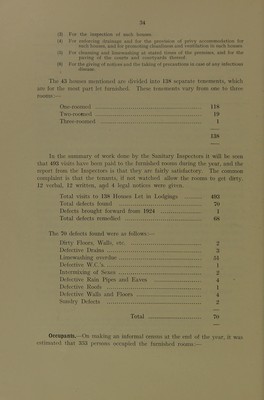 34
(3) For the inspection of such houses.
(4) For enforcing drainage and for the provision of privy accommodation for
such houses, and for promoting cleanliness and ventilation in such houses.
(5) For cleansing and limewashing at stated times of the premises, and for the
paving of the courts and courtyards thereof.
(6) For the giving of notices and the taking of precautions in case of any infectious
disease.
The 43 houses mentioned are divided into 138 separate tenements, which
are for the most part let furnished. These tenements vary from one to three
rooms:—
One-roomed 118
Two-roomed 19
Three-roomed 1
138
In the summary of work done by the Sanitary Inspectors it will be seen
that 493 visits have been paid to the furnished rooms during the year, and the
report from the Inspectors is that they are fairly satisfactory. The common
complaint is that the tenants, if not watched allow the rooms to get dirty.
12 verbal, 12 written, and 4 legal notices were given.
Total visits to 138 Houses Let in Lodgings 493
Total defects found 70
Defects brought forward from 1924 1
Total defects remedied 68
The 70 defects found were as follows:—
Dirty Floors, Walls, etc. 2
Defective Drains
Limewashing overdue
Defective W.C.'s 1
Intermixing of Sexes 2
Defective Rain Pipes and Eaves 4
Defective Roofs 1
Defective Walls and Floors 4
Sundry Defects 2
Total 70
Occupants.—On making an informal census at the end of the year, it was
estimated that 355 persons occupied the furnished rooms:—